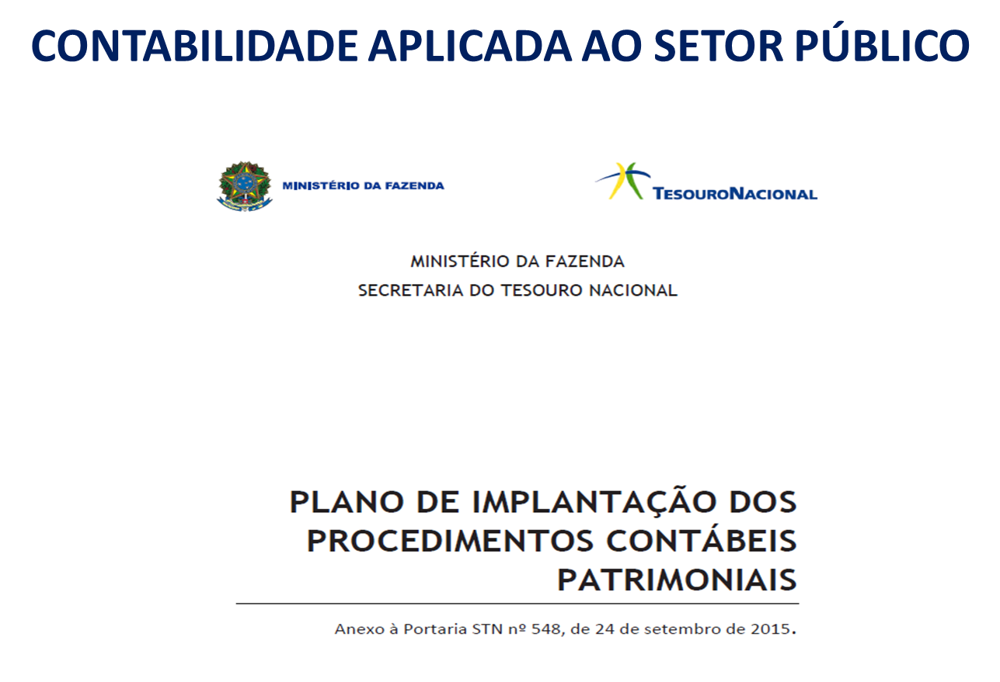 CONTABILIDADE APLICADA AO SETOR PÚBLICO
MINISTÉRIO DA FAZENDA
TESOURONACIONAL
MINISTÉRIO DA FAZENDA
SECRETARIA DO TESOURO NACIONAL
PLANO DE IMPLANTAÇÃO DOS
PROCEDIMENTOS CONTÁBEIS
PATRIMONIAIS
Anexo à Portaria STN nº 548, de 24 de setembro de 2015.